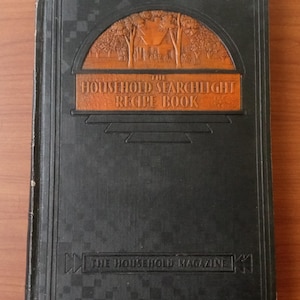 THE
HOUSEHOLD SEARCHLIGHT
RECIPE BOOK
THE HOUSEHOLD MAGAZINE